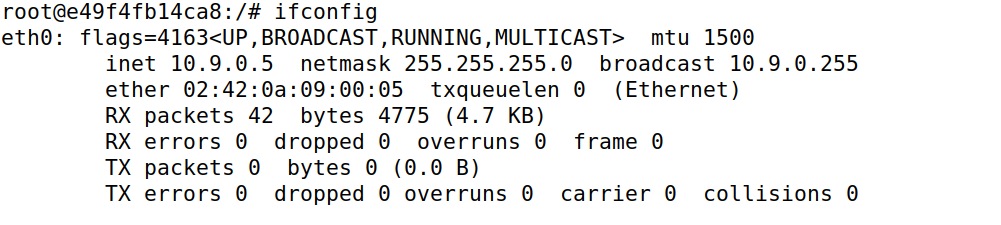 root@e49f4fb14ca8:/# ifconfig
eth0: flags=4163<UP,BROADCAST,RUNNING,MULTICAST>  mtu 1500
        inet 10.9.0.5  netmask 255.255.255.0  broadcast 10.9.0.255
        ether 02:42:0a:09:00:05  txqueuelen 0  (Ethernet)
        RX packets 42  bytes 4775 (4.7 KB)
        RX errors 0  dropped 0  overruns 0  frame 0
        TX packets 0  bytes 0 (0.0 B)
        TX errors 0  dropped 0 overruns 0  carrier 0  collisions 0